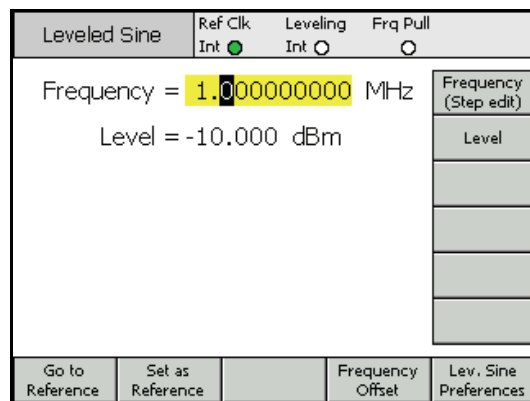 Leveled Sine
Ref Clk Leveling Frq Pull
Int Int
Frequency = 1.000000000 MHz
Level = -10.000 dBm
Frequency
(Step edit)
Level
Go to
Reference
Set as
Reference
Frequency
Offset
Lev. Sine
Preferences